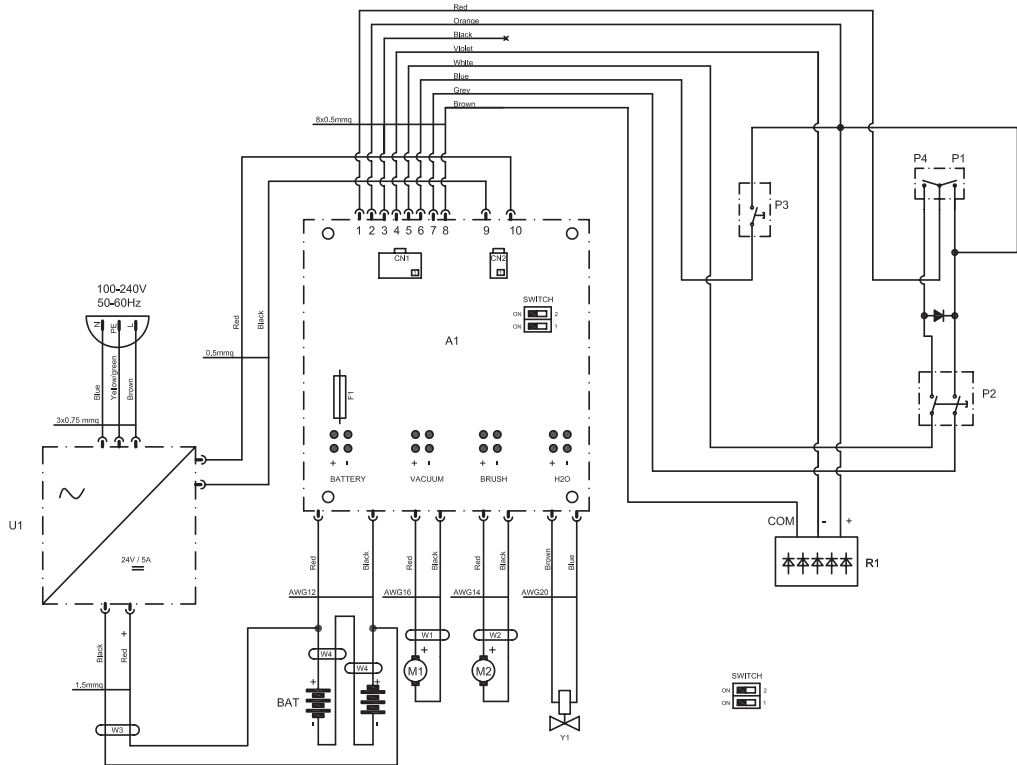 Red
Orange
Black
Violet
White
Blue
Grey
Brown
8x0.5mmq
P4 P1
P3
1 2 3 4 5 6 7 8 9 10
CN1
1
CN2
1
100-240V
50-60Hz
N PE L
Red
Black
SWITCH
ON 2
ON 1
A1
0,5mmq
F1
Blue
Yellow/green
Brown
P2
3x0.75 mmq
+ - + - + - + -
BATTERY VACUUM BRUSH H2O
U1
24V / 5A
COM - +
R1
Red Black Red Black Red Black Brown Blue
AWG12 AWG16 AWG14 AWG20
Black
Red +
W1 W2
W4 W4
+ +
M1 M2
+ +
BAT
- -
1,5mmq
W3
Y1
SWITCH
ON 2
ON 1